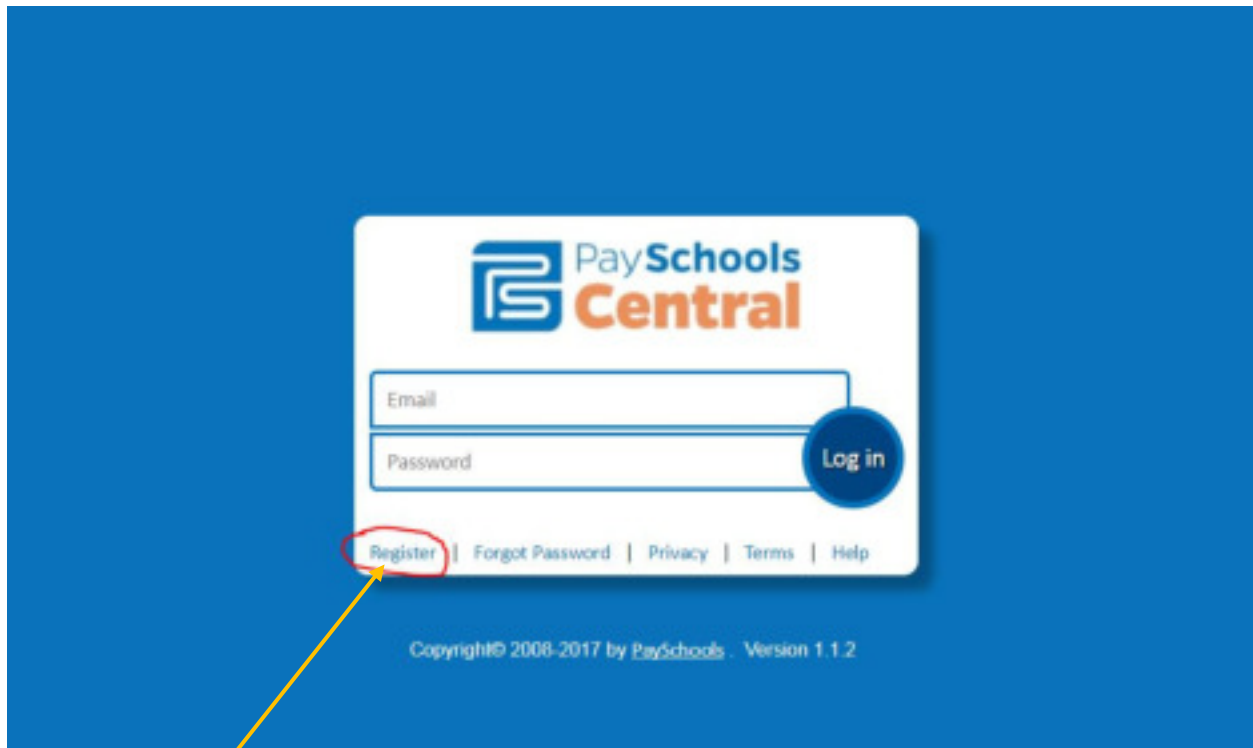 PaySchools
Central
Email
Password
Log in
Register | Forgot Password | Privacy | Terms | Help
Copyright© 2008-2017 by PaySchools . Version 1.1.2